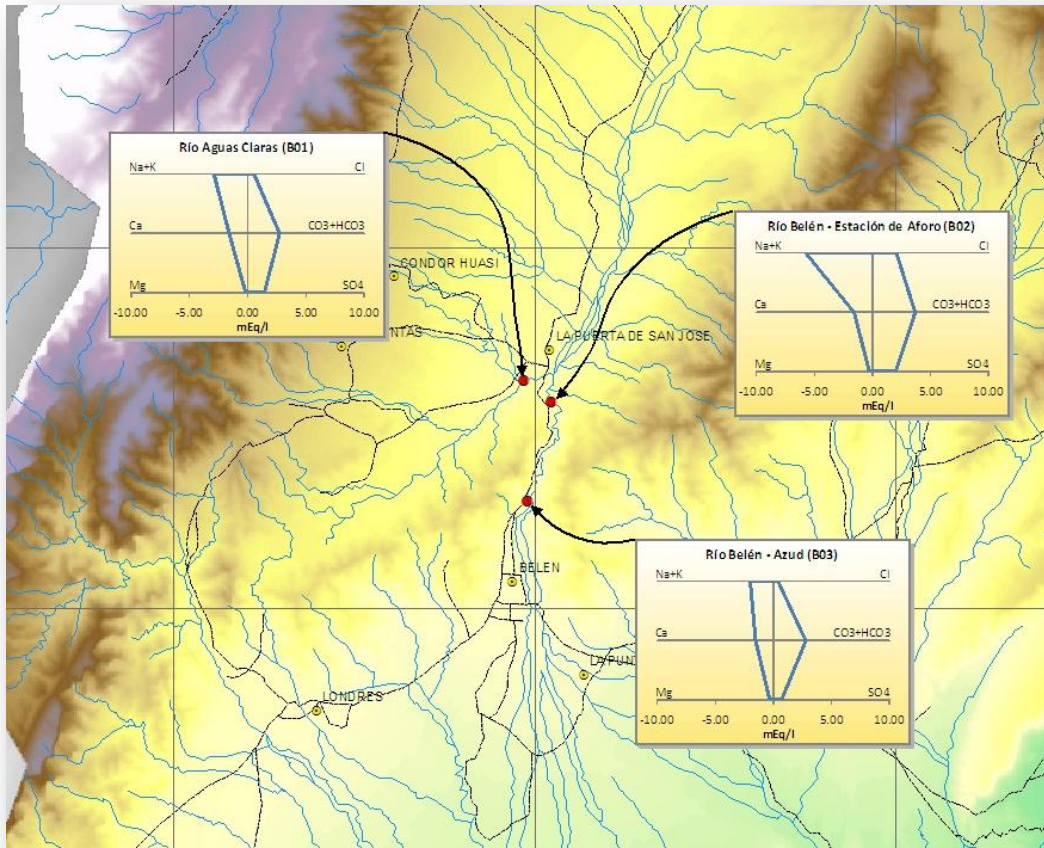 Río Aguas Claras (B01)
Na+K Cl
Ca CO3+HCO3
Mg SO4
-10.00 -5.00 0.00 5.00 10.00
mEq/l
Río Belén - Estación de Aforo (B02)
Na+K Cl
Ca CO3+HCO3
Mg SO4
-10.00 -5.00 0.00 5.00 10.00
mEq/l
CONDOR HUASI
NTAS
LA PUERTA DE SAN JOSE
BELEN
Río Belén - Azud (B03)
Na+K Cl
Ca CO3+HCO3
Mg SO4
-10.00 -5.00 0.00 5.00 10.00
mEq/l
LA PUN
LONDRES